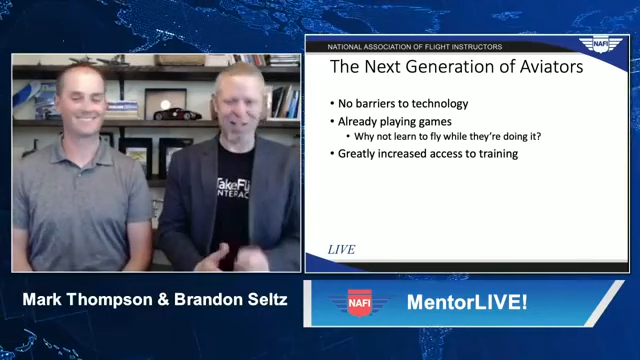 NATIONAL ASSOCIATION OF FLIGHT INSTRUCTORS
NAFI
The Next Generation of Aviators
• No barriers to technology
• Already playing games
• Why not learn to fly while they're doing it?
• Greatly increased access to training
LIVE
Mark Thompson & Brandon Seltz
NAFI
MentorLIVE!